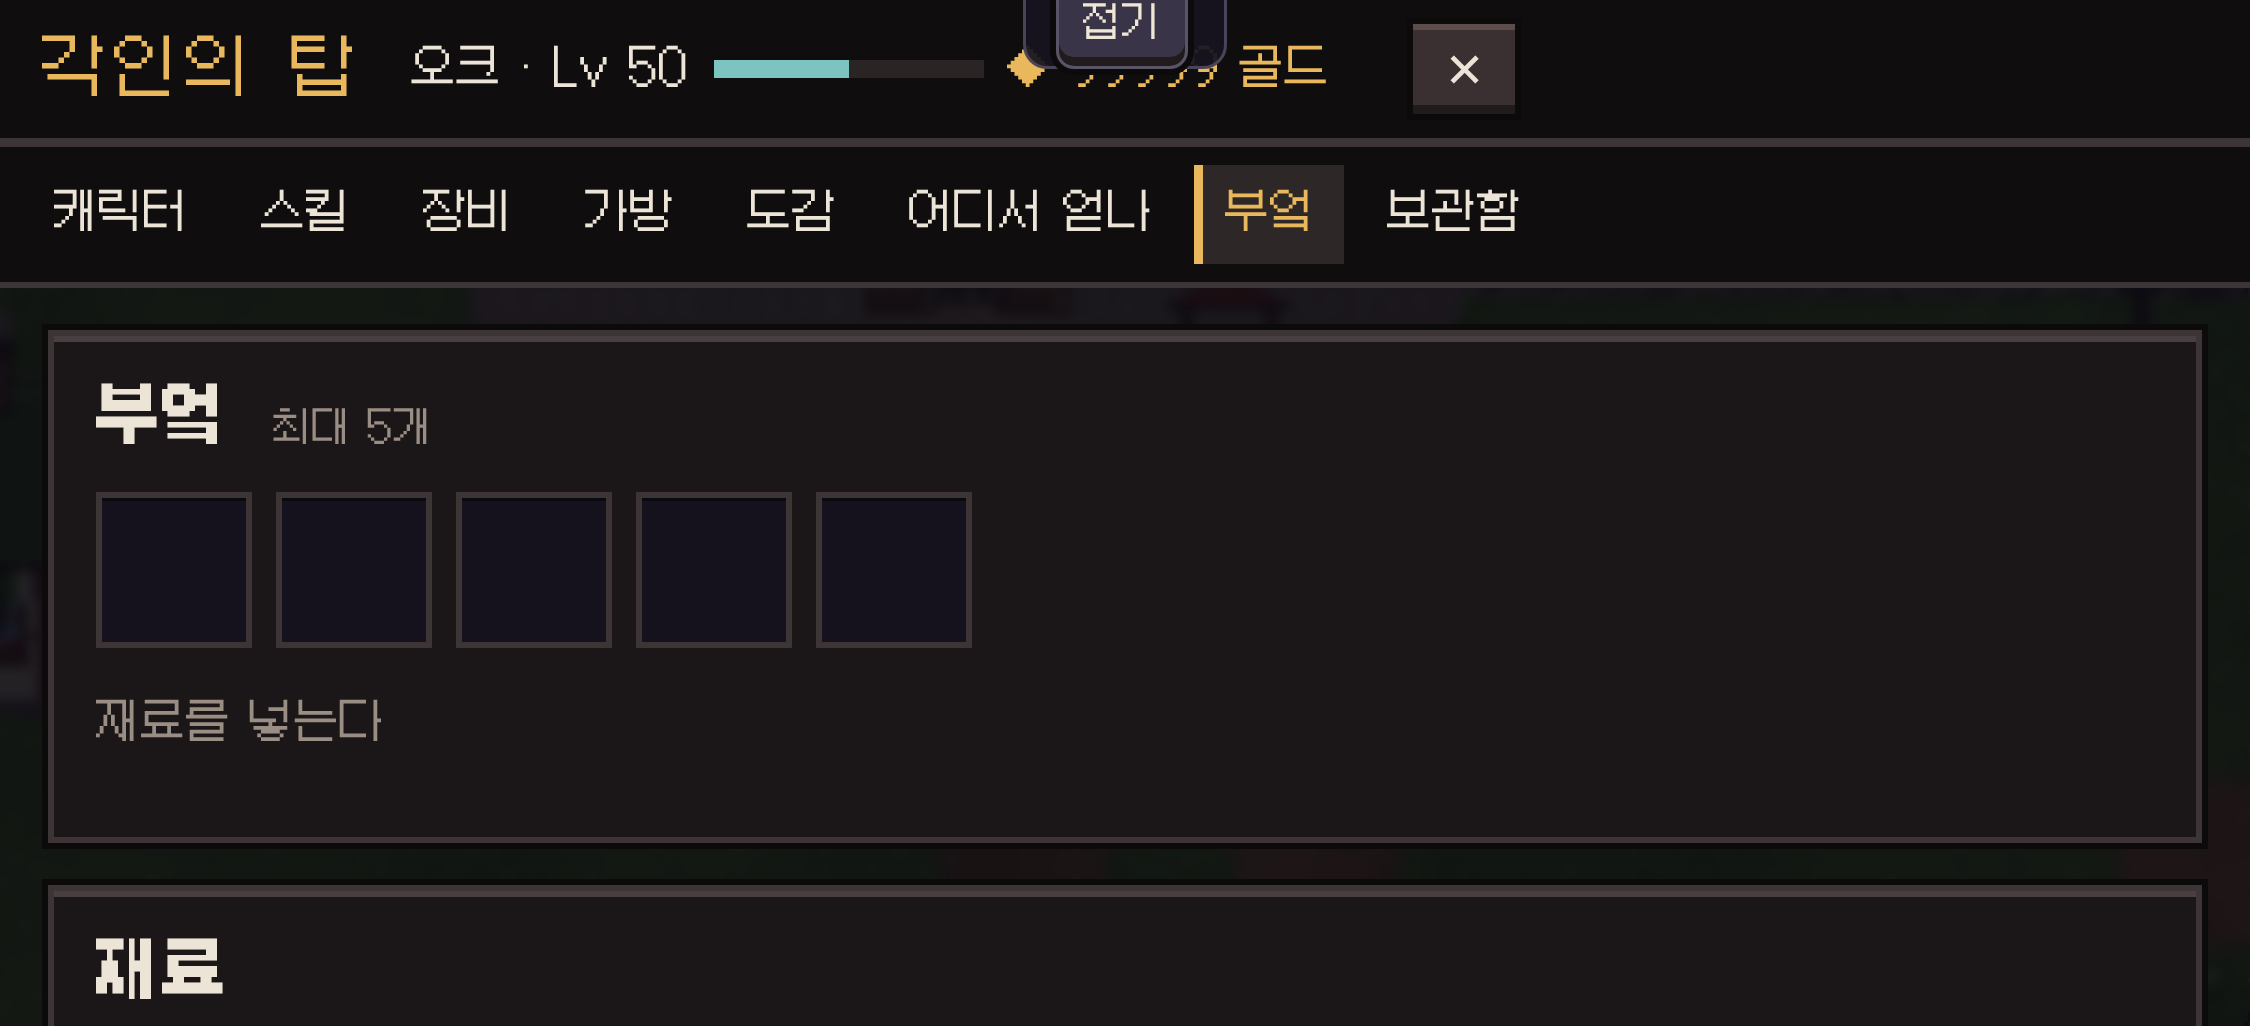 접기
각인의 탑 오크 · Lv 50 골드 ×
캐릭터 스킬 장비 가방 도감 어디서 얻나 부엌 보관함
부엌 최대 5개
재료를 넣는다
재료